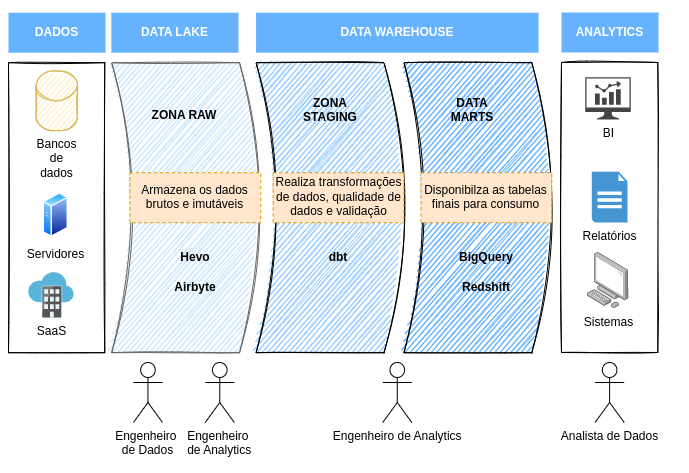 DADOS
DATA LAKE
DATA WAREHOUSE
ANALYTICS
Bancos
de
dados
Servidores
SaaS
ZONA RAW
Armazena os dados
brutos e imutáveis
Hevo
Airbyte
ZONA
STAGING
Realiza transformações
de dados, qualidade de
dados e validação
dbt
DATA
MARTS
Disponibilza as tabelas
finais para consumo
BigQuery
Redshift
BI
Relatórios
Sistemas
Engenheiro
de Dados
Engenheiro
de Analytics
Engenheiro de Analytics
Analista de Dados